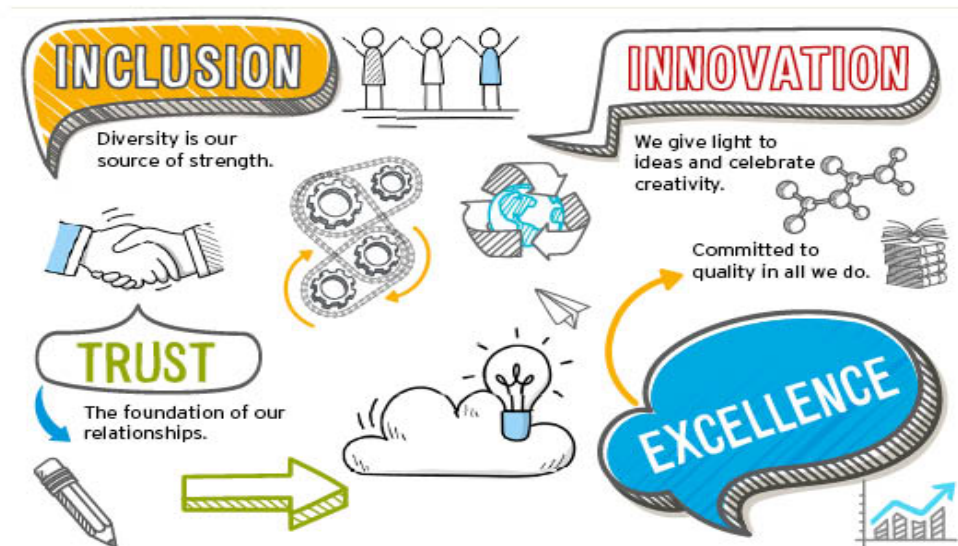 INCLUSION
Diversity is our
source of strength.
INNOVATION
We give light to
ideas and celebrate
creativity.
TRUST
The foundation of our
relationships.
Committed to
quality in all we do.
EXCELLENCE